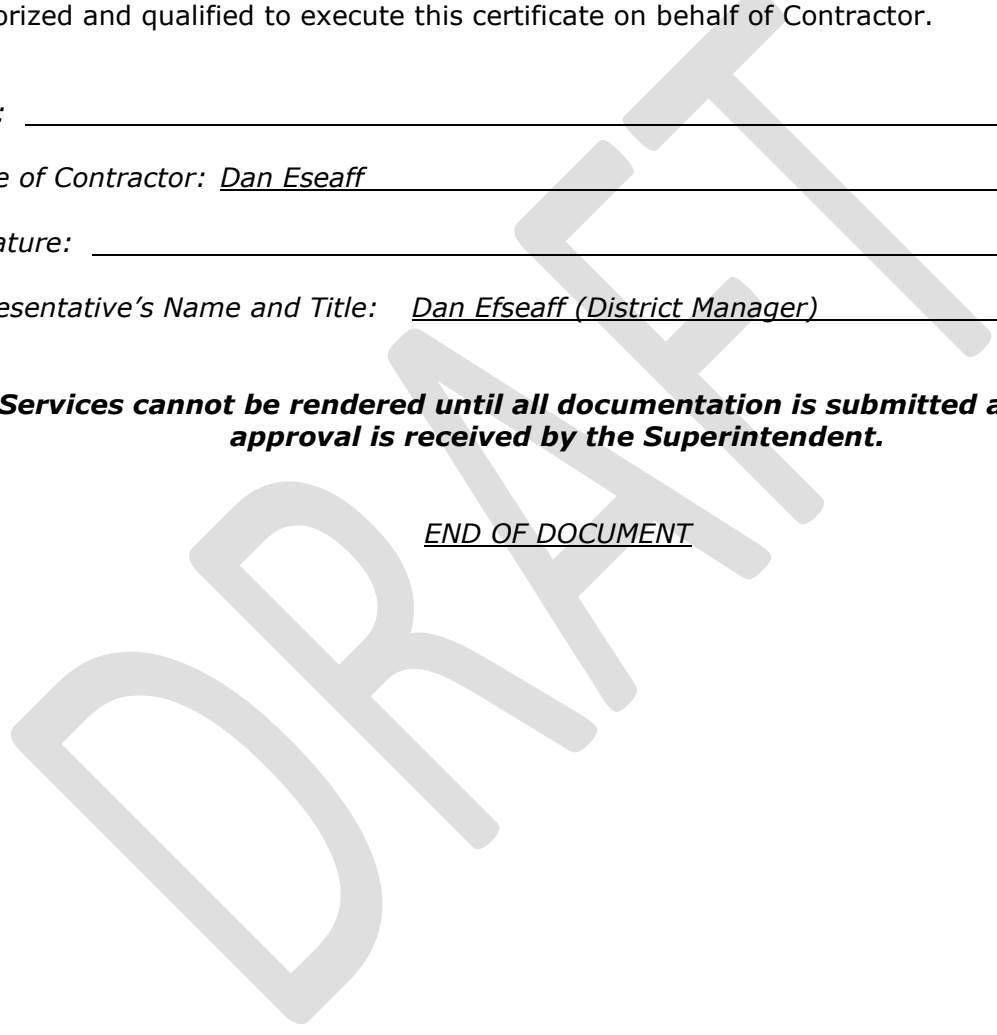 orized and qualified to execute this certificate on behalf of Contractor.
:
e of Contractor: Dan Eseaff
ature:
esentative’s Name and Title: Dan Efseaff (District Manager)
Services cannot be rendered until all documentation is submitted a
approval is received by the Superintendent.
END OF DOCUMENT
DRAFT